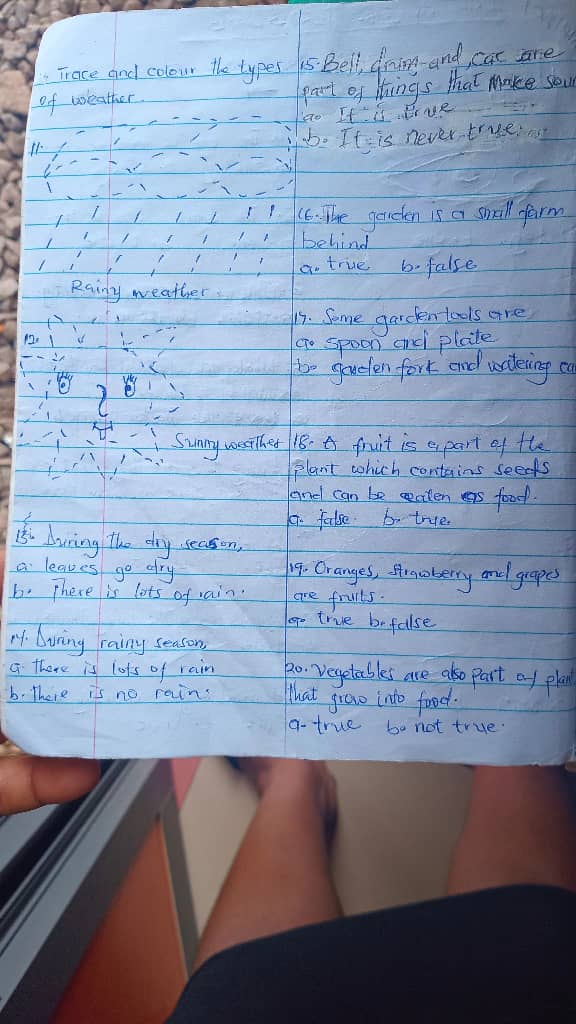 Trace and colour the types
of weather.
11.
Rainy weather
12.
Sunny weather
13. During the dry season,
a. leaves go dry
b. There is lots of rain.
14. During rainy season,
a. there is lots of rain
b. there is no rain.
15. Bell, drum and car are
part of things that make
a. It is true
b. It is never true.
16. The garden is a small farm
behind
a. true b. false
17. Some garden tools are
a. spoon and plate
b. garden fork and watering
18. A fruit is a part of the
plant which contains seeds
and can be eaten as food.
a. false. b. true
19. Oranges, strawberry and grapes
are fruits.
a. true b. false
20. Vegetables are also part of
that grow into food.
a- true b. not true.